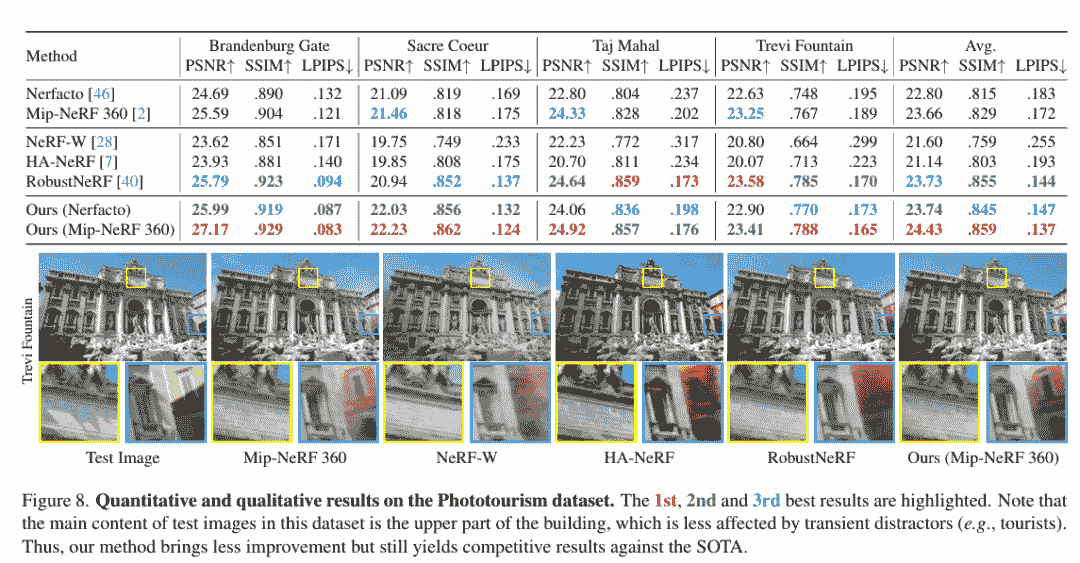 Method Brandenburg Gate Sacre Coeur Taj Mahal Trevi Fountain Avg.
PSNR↑ SSIM↑ LPIPS↓ PSNR↑ SSIM↑ LPIPS↓ PSNR↑ SSIM↑ LPIPS↓ PSNR↑ SSIM↑ LPIPS↓ PSNR↑ SSIM↑ LPIPS↓
Nerfacto [46] 24.69 .890 .132 21.09 .819 .169 22.80 .804 .237 22.63 .748 .195 22.80 .815 .183
Mip-NeRF 360 [2] 25.59 .904 .121 21.46 .818 .175 24.33 .828 .202 23.25 .767 .189 23.66 .829 .172
NeRF-W [28] 23.62 .851 .171 19.75 .749 .233 22.23 .772 .317 20.80 .664 .299 21.60 .759 .255
HA-NeRF [7] 23.93 .881 .140 19.85 .808 .175 20.70 .811 .234 20.07 .713 .223 21.14 .803 .193
RobustNeRF [40] 25.79 .923 .094 20.94 .852 .137 24.64 .859 .173 23.58 .785 .170 23.73 .855 .144
Ours (Nerfacto) 25.99 .919 .087 22.03 .856 .132 24.06 .836 .198 22.90 .770 .173 23.74 .845 .147
Ours (Mip-NeRF 360) 27.17 .929 .083 22.23 .862 .124 24.92 .857 .176 23.41 .788 .165 24.43 .859 .137
Trevi Fountain
Test Image Mip-NeRF 360 NeRF-W HA-NeRF RobustNeRF Ours (Mip-NeRF 360)
Figure 8. Quantitative and qualitative results on the Phototourism dataset. The 1st, 2nd and 3rd best results are highlighted. Note that
the main content of test images in this dataset is the upper part of the building, which is less affected by transient distractors (e.g., tourists).
Thus, our method brings less improvement but still yields competitive results against the SOTA.